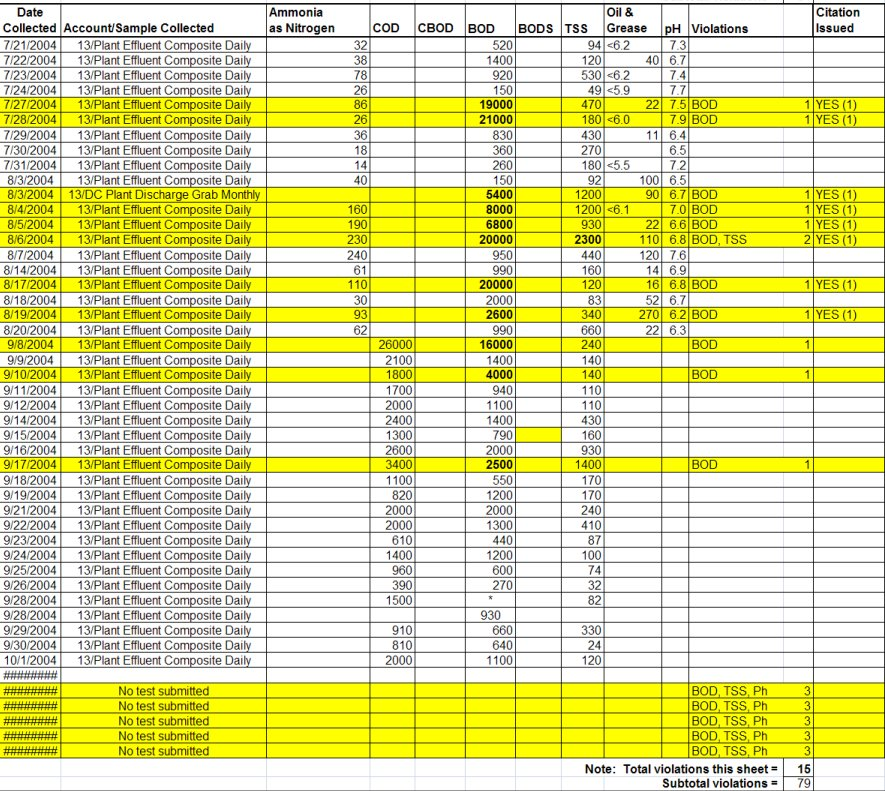 Date Ammonia Oil & Citation
Collected Account/Sample Collected as Nitrogen COD CBOD BOD BODS TSS Grease pH Violations Issued
7/21/2004 13/Plant Effluent Composite Daily 32 520 94 <6.2 7.3
7/22/2004 13/Plant Effluent Composite Daily 38 1400 120 40 6.7
7/23/2004 13/Plant Effluent Composite Daily 78 920 530 <6.2 7.4
7/24/2004 13/Plant Effluent Composite Daily 26 150 49 <5.9 7.7
7/27/2004 13/Plant Effluent Composite Daily 86 19000 470 22 7.5 BOD 1 YES (1)
7/28/2004 13/Plant Effluent Composite Daily 26 21000 180 <6.0 7.9 BOD 1 YES (1)
7/29/2004 13/Plant Effluent Composite Daily 36 830 430 11 6.4
7/30/2004 13/Plant Effluent Composite Daily 18 360 270 6.5
7/31/2004 13/Plant Effluent Composite Daily 14 260 180 <5.5 7.2
8/3/2004 13/Plant Effluent Composite Daily 40 150 92 100 6.5
8/3/2004 13/DC Plant Discharge Grab Monthly 5400 1200 90 6.7 BOD 1 YES (1)
8/4/2004 13/Plant Effluent Composite Daily 160 8000 1200 <6.1 7.0 BOD 1 YES (1)
8/5/2004 13/Plant Effluent Composite Daily 190 6800 930 22 6.6 BOD 1 YES (1)
8/6/2004 13/Plant Effluent Composite Daily 230 20000 2300 110 6.8 BOD, TSS 2 YES (1)
8/7/2004 13/Plant Effluent Composite Daily 240 950 440 120 7.6
8/14/2004 13/Plant Effluent Composite Daily 61 990 160 14 6.9
8/17/2004 13/Plant Effluent Composite Daily 110 20000 120 16 6.8 BOD 1 YES (1)
8/18/2004 13/Plant Effluent Composite Daily 30 2000 83 52 6.7
8/19/2004 13/Plant Effluent Composite Daily 93 2600 340 270 6.2 BOD 1 YES (1)
8/20/2004 13/Plant Effluent Composite Daily 62 990 660 22 6.3
9/8/2004 13/Plant Effluent Composite Daily 26000 16000 240 BOD 1
9/9/2004 13/Plant Effluent Composite Daily 2100 1400 140
9/10/2004 13/Plant Effluent Composite Daily 1800 4000 140 BOD 1
9/11/2004 13/Plant Effluent Composite Daily 1700 940 110
9/12/2004 13/Plant Effluent Composite Daily 2000 1100 110
9/14/2004 13/Plant Effluent Composite Daily 2400 1400 430
9/15/2004 13/Plant Effluent Composite Daily 1300 790 160
9/16/2004 13/Plant Effluent Composite Daily 2600 2000 930
9/17/2004 13/Plant Effluent Composite Daily 3400 2500 1400 BOD 1
9/18/2004 13/Plant Effluent Composite Daily 1100 550 170
9/19/2004 13/Plant Effluent Composite Daily 820 1200 170
9/21/2004 13/Plant Effluent Composite Daily 2000 2000 240
9/22/2004 13/Plant Effluent Composite Daily 2000 1300 410
9/23/2004 13/Plant Effluent Composite Daily 610 440 87
9/24/2004 13/Plant Effluent Composite Daily 1400 1200 100
9/25/2004 13/Plant Effluent Composite Daily 960 600 74
9/26/2004 13/Plant Effluent Composite Daily 390 270 32
9/28/2004 13/Plant Effluent Composite Daily 1500 * 82
9/28/2004 13/Plant Effluent Composite Daily 930
9/29/2004 13/Plant Effluent Composite Daily 910 660 330
9/30/2004 13/Plant Effluent Composite Daily 810 640 24
10/1/2004 13/Plant Effluent Composite Daily 2000 1100 120
########
######## No test submitted BOD, TSS, Ph 3
######## No test submitted BOD, TSS, Ph 3
######## No test submitted BOD, TSS, Ph 3
######## No test submitted BOD, TSS, Ph 3
######## No test submitted BOD, TSS, Ph 3
Note: Total violations this sheet = 15
Subtotal violations = 79